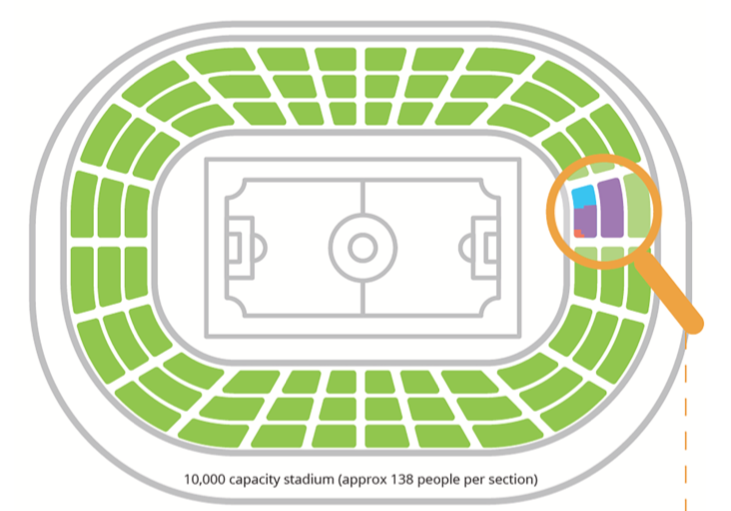 10,000 capacity stadium (approx 138 people per section)